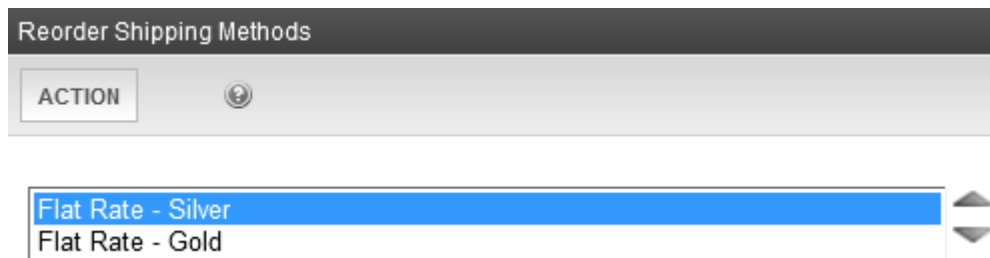 Reorder Shipping Methods
ACTION
Flat Rate - Silver
Flat Rate - Gold